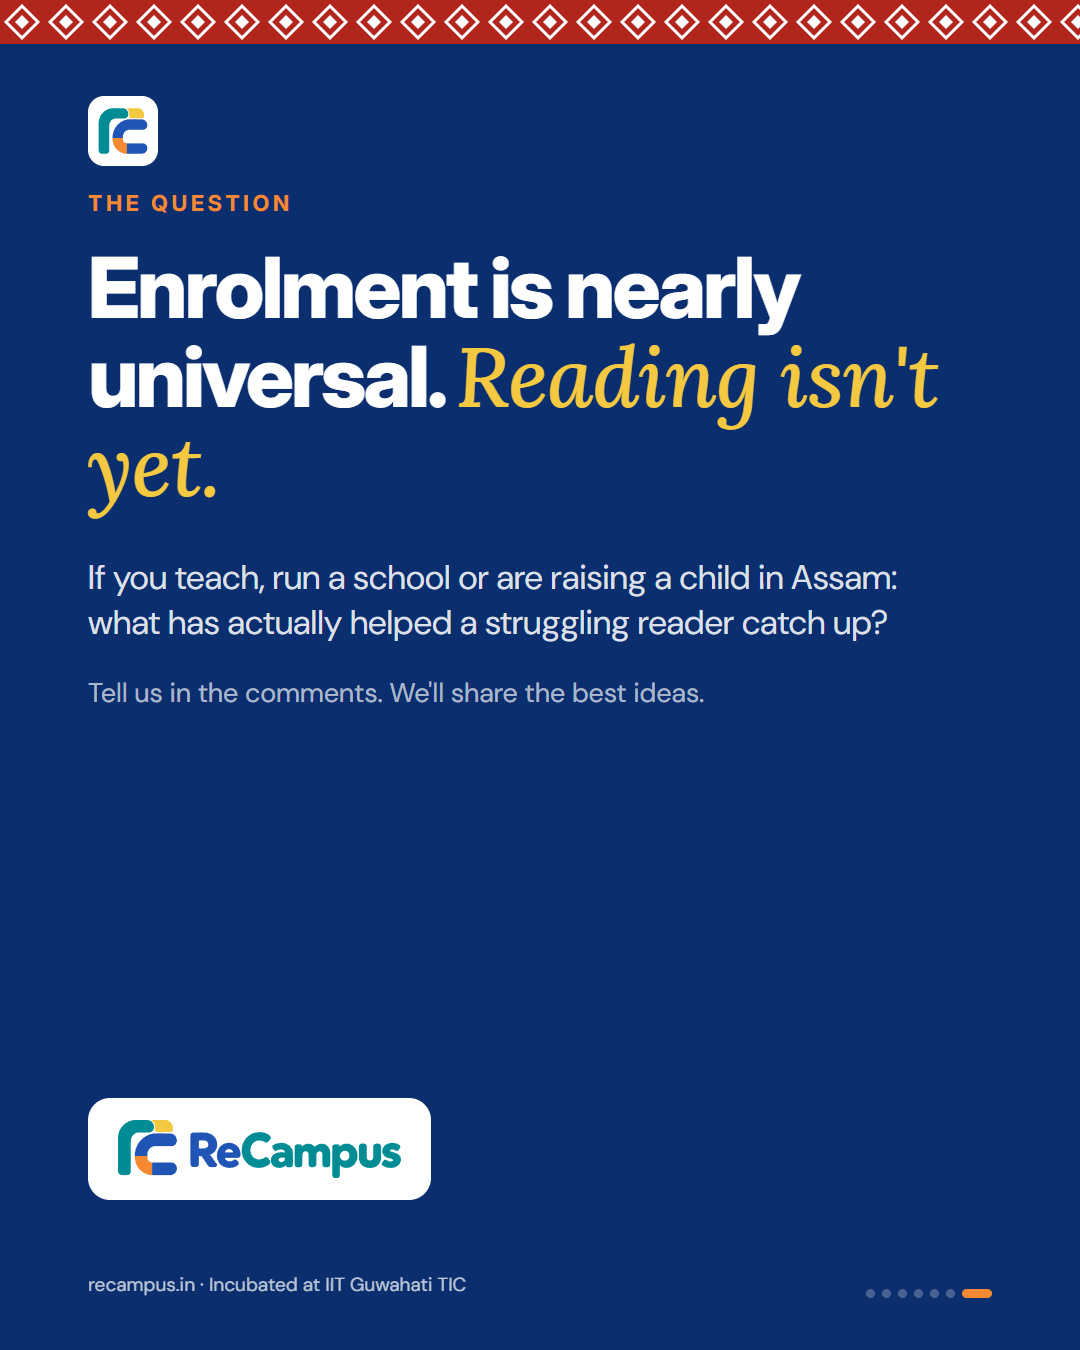 THE QUESTION
Enrolment is nearly
universal. Reading isn't
yet.
If you teach, run a school or are raising a child in Assam:
what has actually helped a struggling reader catch up?
Tell us in the comments. We'll share the best ideas.
ReCampus
recampus.in · Incubated at IIT Guwahati TIC